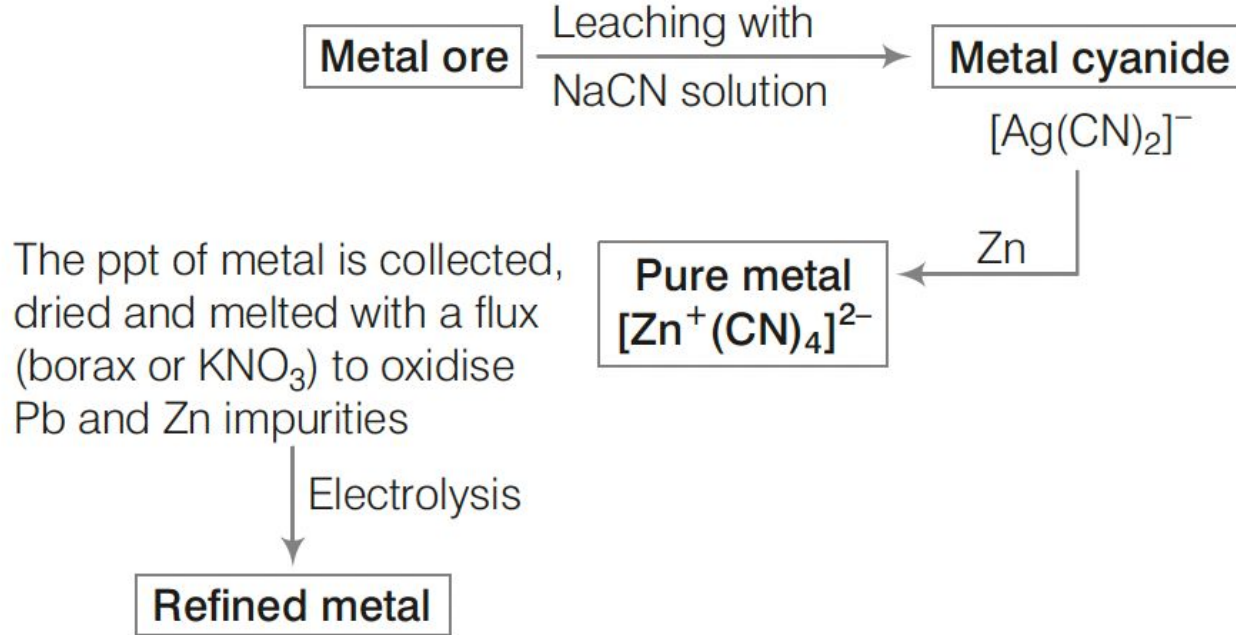 Metal ore
Leaching with
NaCN solution
Metal cyanide
[Ag(CN)₂]⁻
Zn
Pure metal
[Zn⁺(CN)₄]²⁻
The ppt of metal is collected,
dried and melted with a flux
(borax or KNO₃) to oxidise
Pb and Zn impurities
Electrolysis
Refined metal